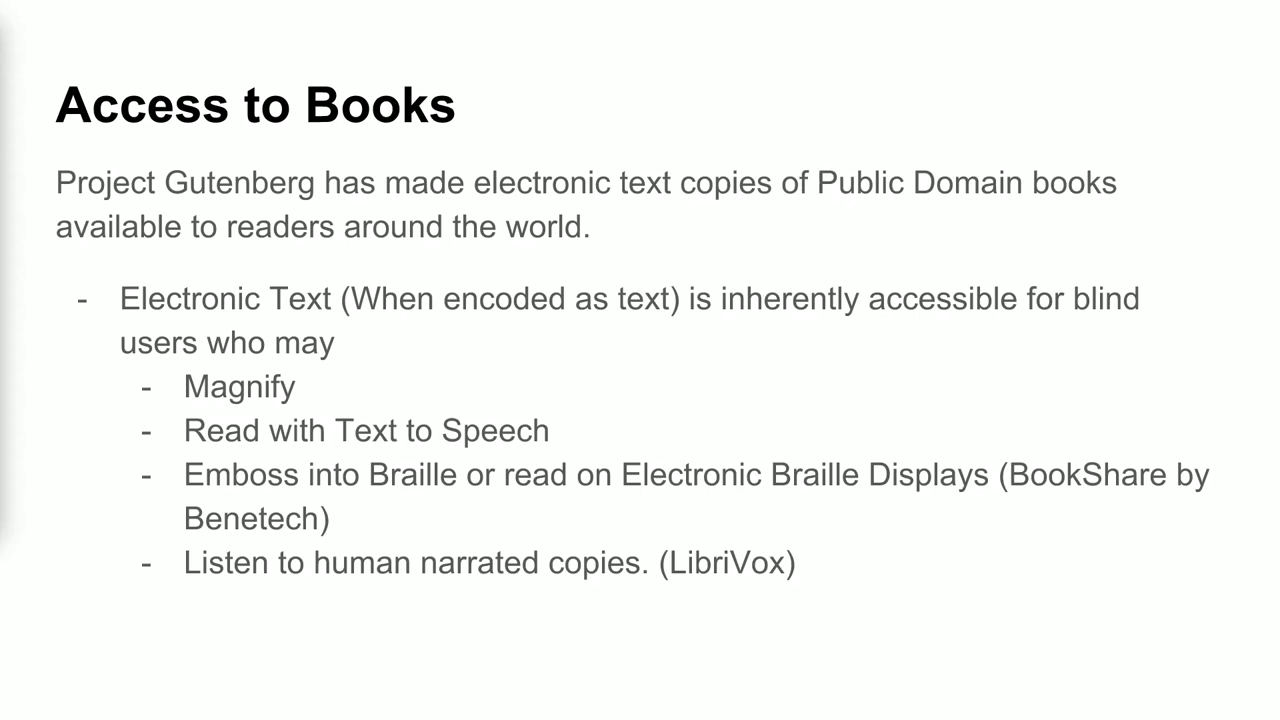 Access to Books
Project Gutenberg has made electronic text copies of Public Domain books
available to readers around the world.
- Electronic Text (When encoded as text) is inherently accessible for blind
users who may
- Magnify
- Read with Text to Speech
- Emboss into Braille or read on Electronic Braille Displays (BookShare by
Benetech)
- Listen to human narrated copies. (LibriVox)